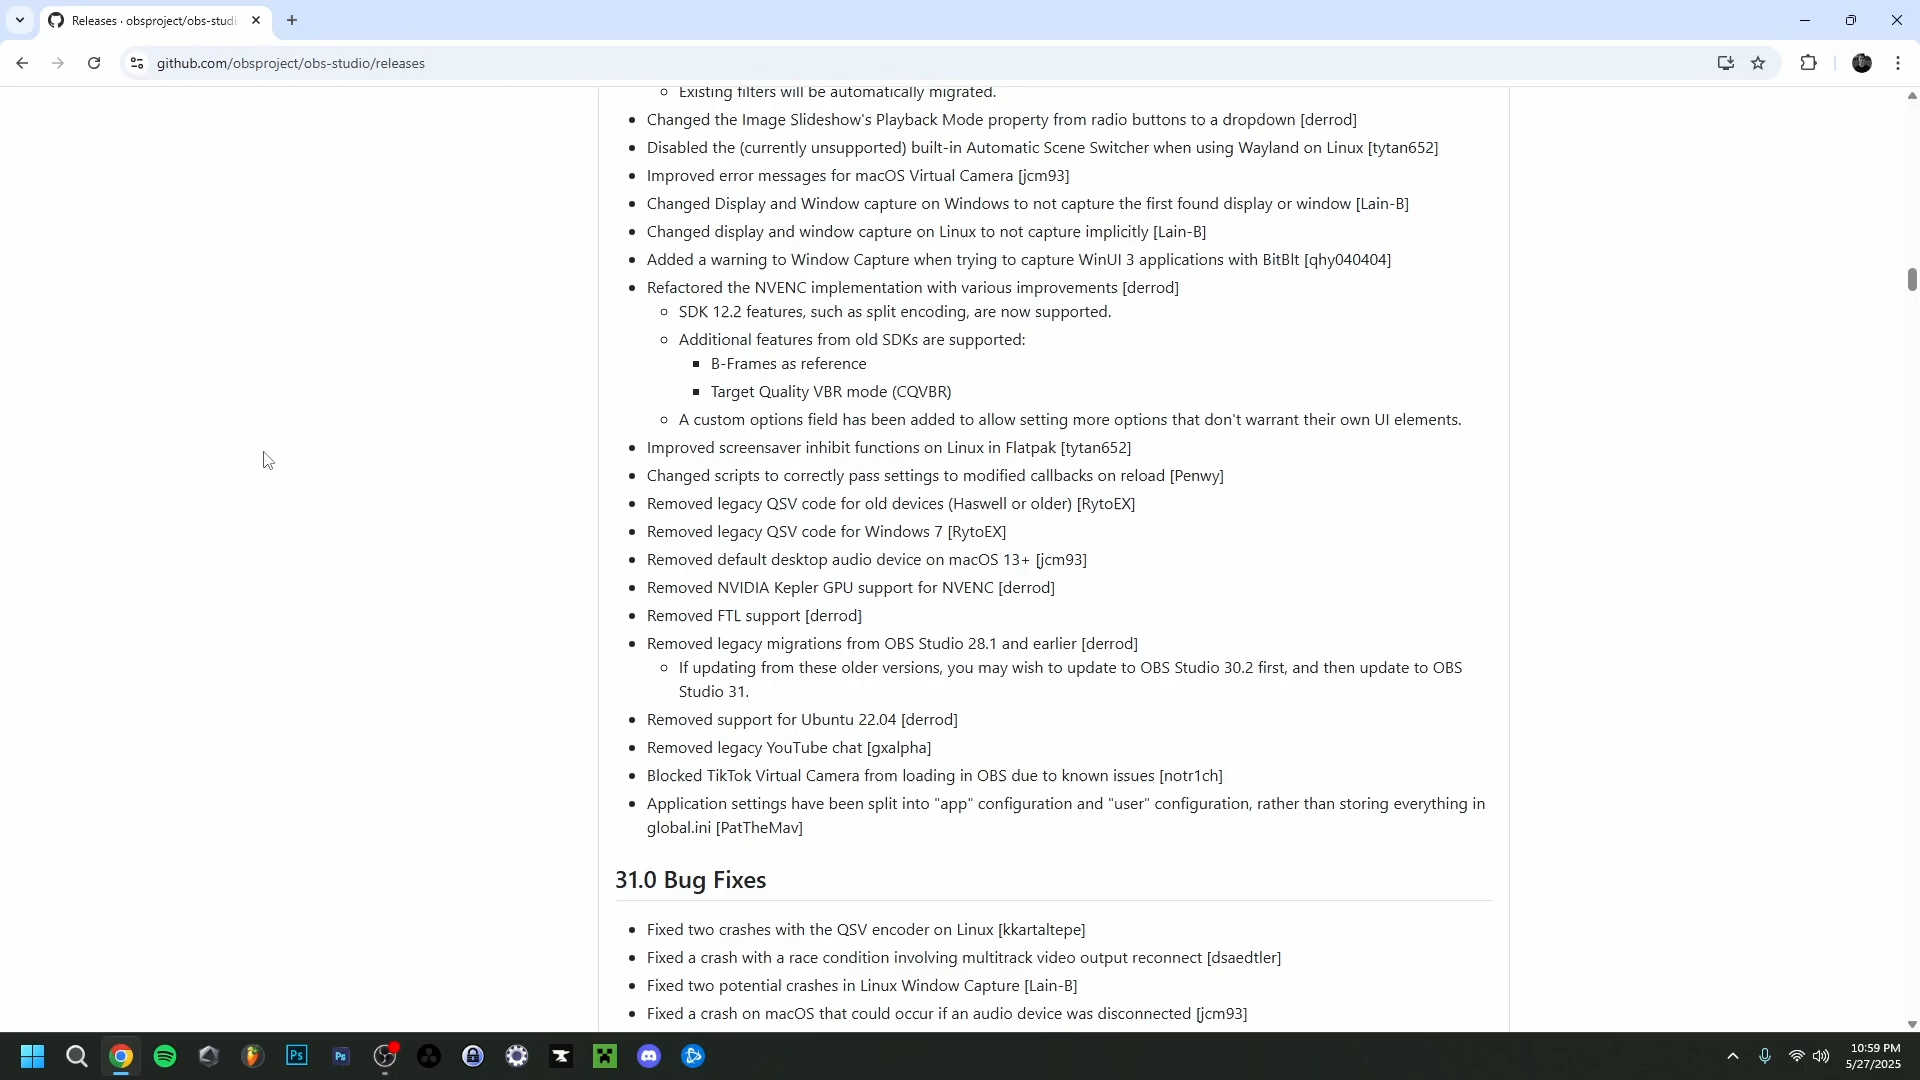 Releases · obsproject/obs-studi
github.com/obsproject/obs-studio/releases
Existing filters will be automatically migrated.
Changed the Image Slideshow's Playback Mode property from radio buttons to a dropdown [derrod]
Disabled the (currently unsupported) built-in Automatic Scene Switcher when using Wayland on Linux [tytan652]
Improved error messages for macOS Virtual Camera [jcm93]
Changed Display and Window capture on Windows to not capture the first found display or window [Lain-B]
Changed display and window capture on Linux to not capture implicitly [Lain-B]
Added a warning to Window Capture when trying to capture WinUI 3 applications with BitBlt [qhy040404]
Refactored the NVENC implementation with various improvements [derrod]
SDK 12.2 features, such as split encoding, are now supported.
Additional features from old SDKs are supported:
B-Frames as reference
Target Quality VBR mode (CQVBR)
A custom options field has been added to allow setting more options that don't warrant their own UI elements.
Improved screensaver inhibit functions on Linux in Flatpak [tytan652]
Changed scripts to correctly pass settings to modified callbacks on reload [Penwy]
Removed legacy QSV code for old devices (Haswell or older) [RytoEX]
Removed legacy QSV code for Windows 7 [RytoEX]
Removed default desktop audio device on macOS 13+ [jcm93]
Removed NVIDIA Kepler GPU support for NVENC [derrod]
Removed FTL support [derrod]
Removed legacy migrations from OBS Studio 28.1 and earlier [derrod]
If updating from these older versions, you may wish to update to OBS Studio 30.2 first, and then update to OBS
Studio 31.
Removed support for Ubuntu 22.04 [derrod]
Removed legacy YouTube chat [gxalpha]
Blocked TikTok Virtual Camera from loading in OBS due to known issues [notr1ch]
Application settings have been split into "app" configuration and "user" configuration, rather than storing everything in
global.ini [PatTheMav]
31.0 Bug Fixes
Fixed two crashes with the QSV encoder on Linux [kkartaltepe]
Fixed a crash with a race condition involving multitrack video output reconnect [dsaedtler]
Fixed two potential crashes in Linux Window Capture [Lain-B]
Fixed a crash on macOS that could occur if an audio device was disconnected [jcm93]
Ps
Ps
10:59 PM
5/27/2025